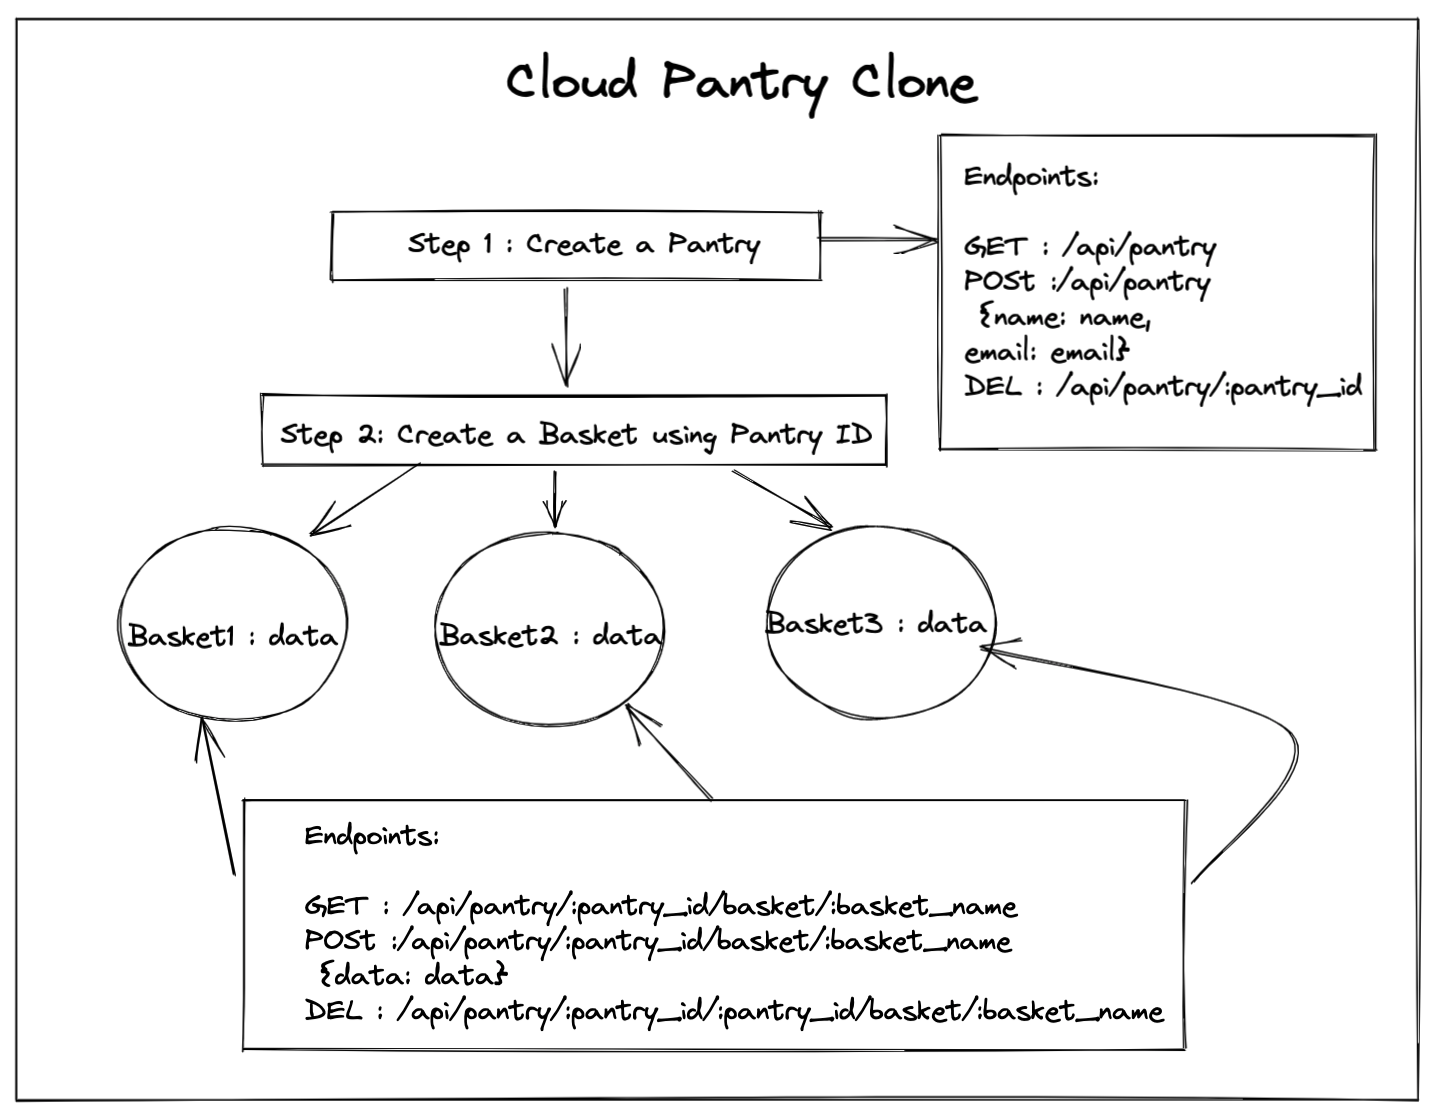 Cloud Pantry Clone
Step 1 : Create a Pantry
Endpoints:
GET : /api/pantry
POST :/api/pantry
{name: name,
email: email}
DEL : /api/pantry/:pantry_id
Step 2: Create a Basket using Pantry ID
Basket1 : data
Basket2 : data
Basket3 : data
Endpoints:
GET : /api/pantry/:pantry_id/basket/:basket_name
POST :/api/pantry/:pantry_id/basket/:basket_name
{data: data}
DEL : /api/pantry/:pantry_id/:pantry_id/basket/:basket_name